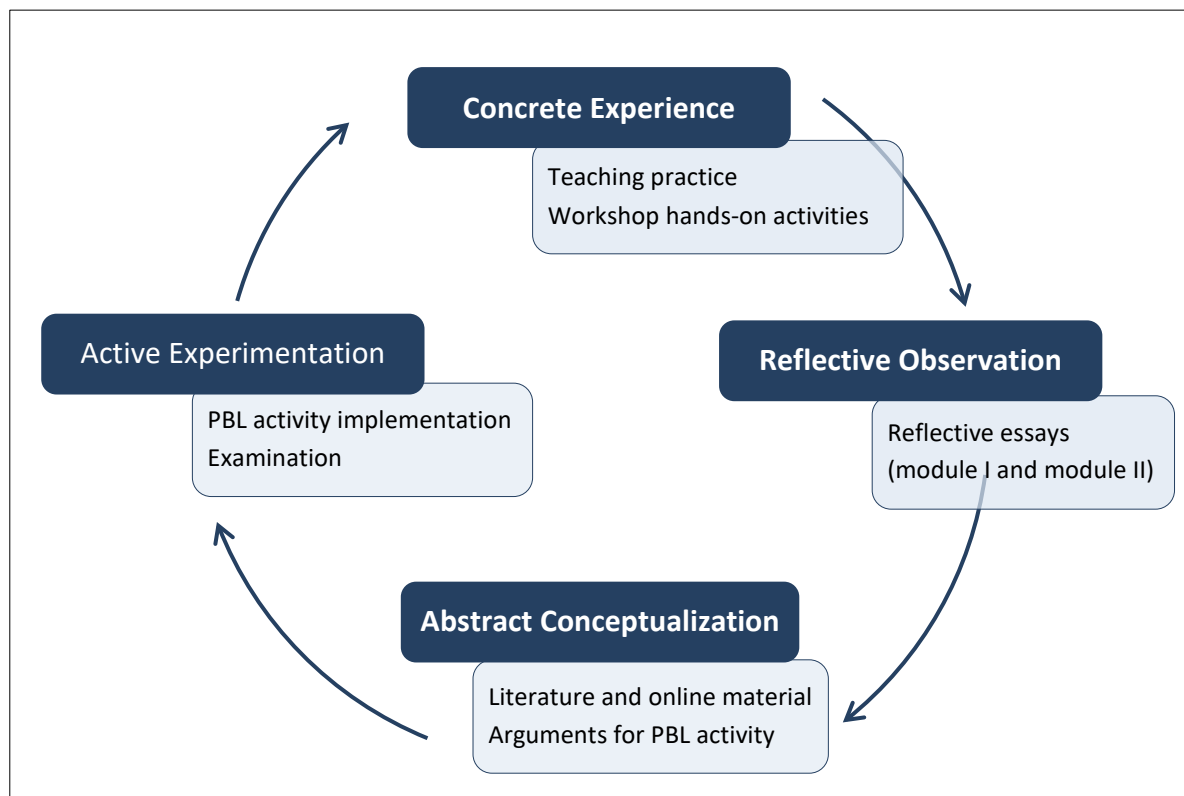 Concrete Experience
Teaching practice
Workshop hands-on activities
Reflective Observation
Reflective essays
(module I and module II)
Abstract Conceptualization
Literature and online material
Arguments for PBL activity
Active Experimentation
PBL activity implementation
Examination